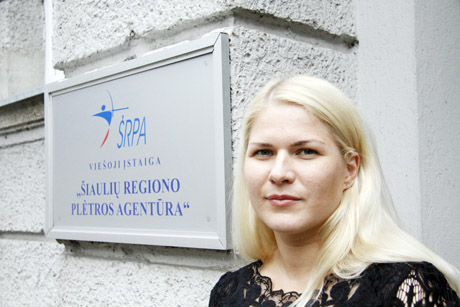 ŠRPA
VIEŠOJI ĮSTAIGA
„ŠIAULIŲ REGIONO
PLĖTROS AGENTŪRA“